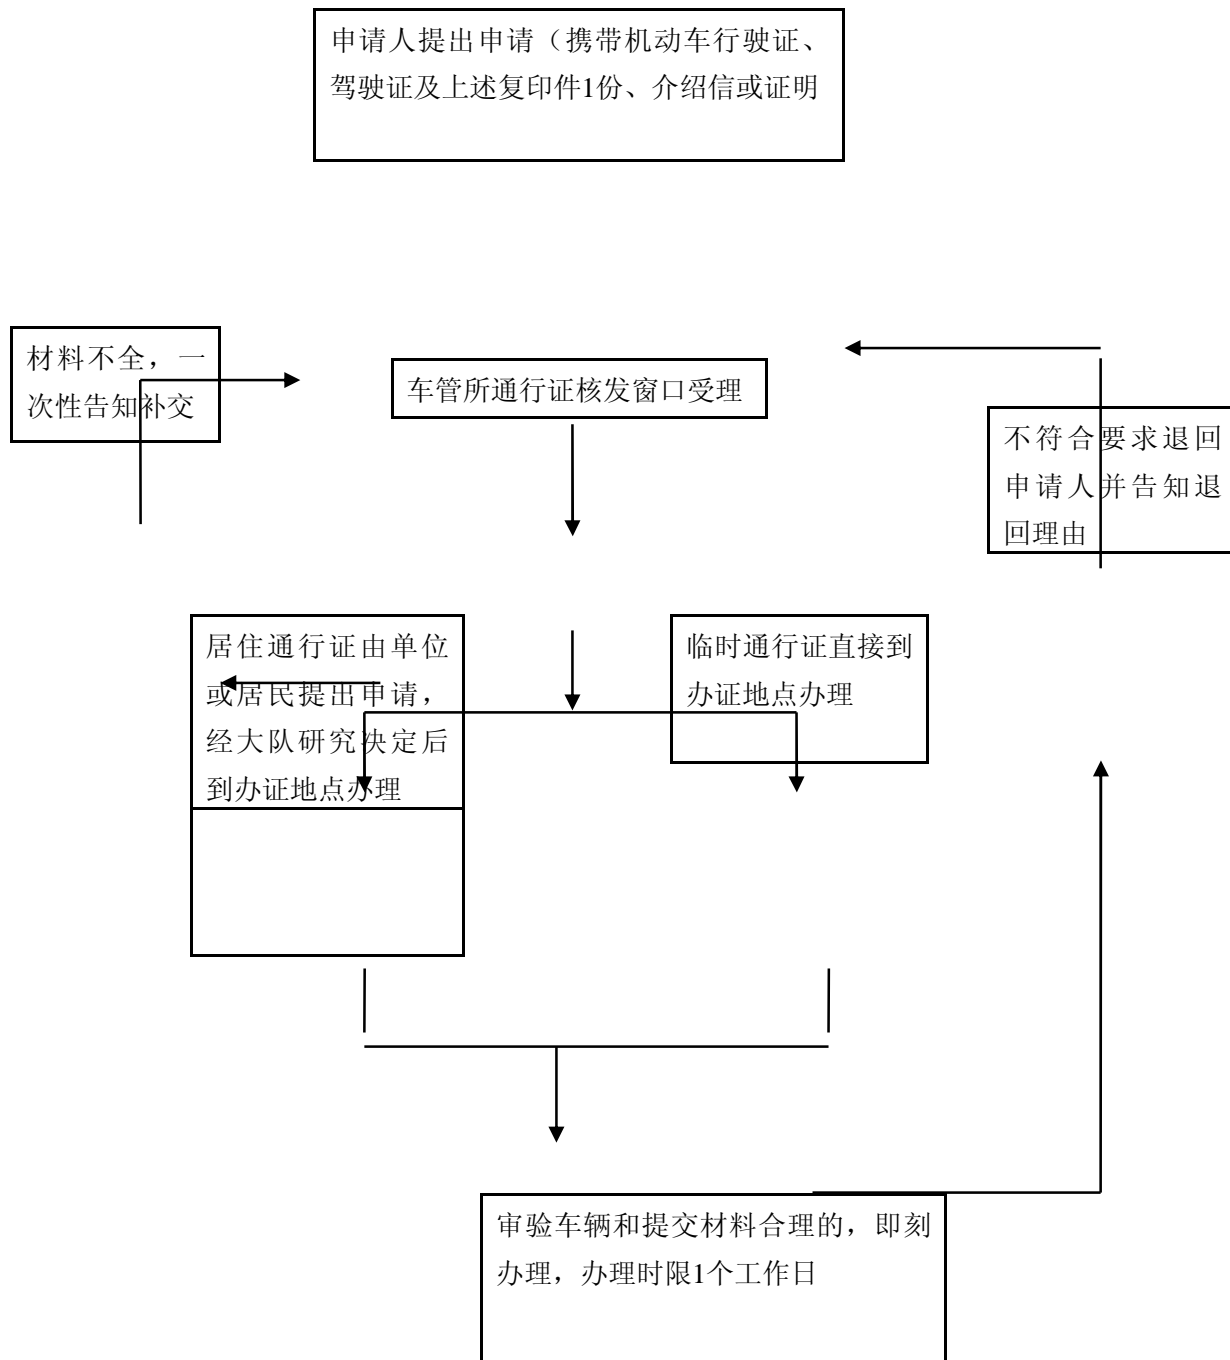 申请人提出申请（携带机动车行驶证、
驾驶证及上述复印件1份、介绍信或证明
材料不全，一
次性告知补交
车管所通行证核发窗口受理
不符合要求退回
申请人并告知退
回理由
居住通行证由单位
或居民提出申请，
经大队研究决定后
到办证地点办理
临时通行证直接到
办证地点办理
审验车辆和提交材料合理的，即刻
办理，办理时限1个工作日